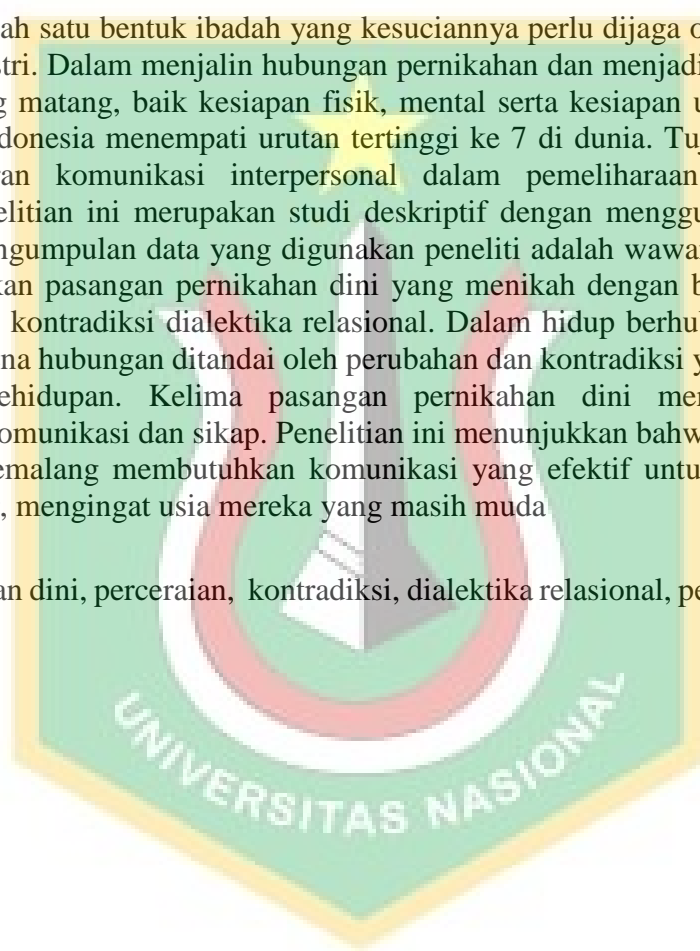 ah satu bentuk ibadah yang kesuciannya perlu dijaga o
stri. Dalam menjalin hubungan pernikahan dan menjadi
g matang, baik kesiapan fisik, mental serta kesiapan u
donesia menempati urutan tertinggi ke 7 di dunia. Tuj
ran komunikasi interpersonal dalam pemeliharaan
elitian ini merupakan studi deskriptif dengan menggu
ngumpulan data yang digunakan peneliti adalah wawan
kan pasangan pernikahan dini yang menikah dengan b
kontradiksi dialektika relasional. Dalam hidup berhu
na hubungan ditandai oleh perubahan dan kontradiksi y
ehidupan. Kelima pasangan pernikahan dini mer
omunikasi dan sikap. Penelitian ini menunjukkan bahw
emalang membutuhkan komunikasi yang efektif untu
, mengingat usia mereka yang masih muda
an dini, perceraian, kontradiksi, dialektika relasional, pe
UNIVERSITAS NASIONAL